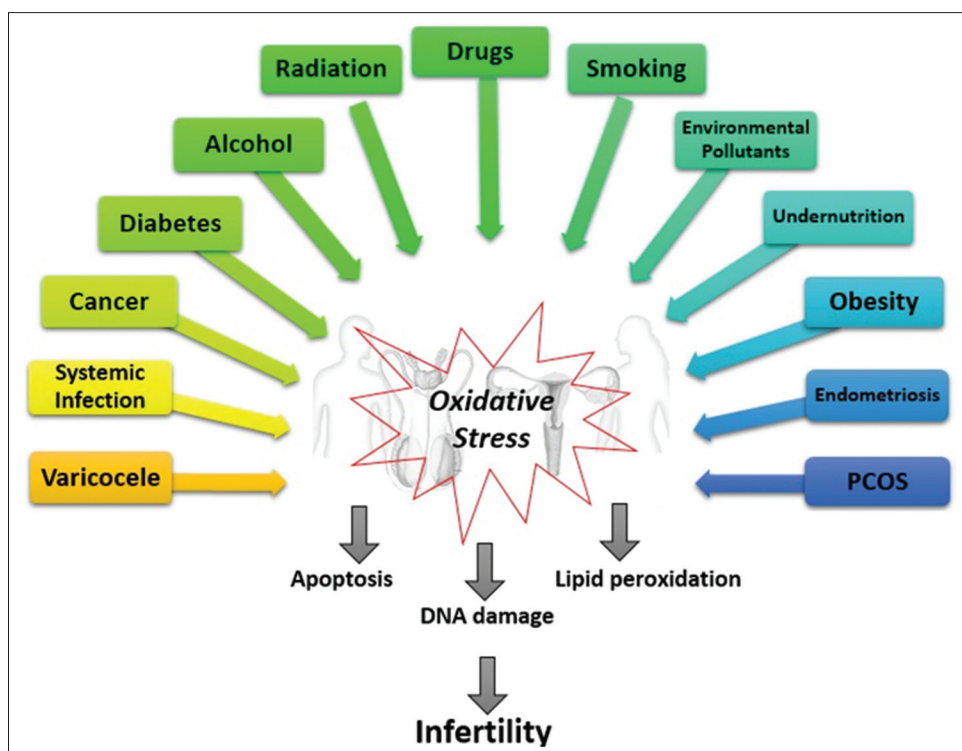 Drugs
Radiation
Smoking
Alcohol
Environmental
Pollutants
Diabetes
Undernutrition
Cancer
Obesity
Systemic
Infection
Endometriosis
Oxidative
Stress
Varicocele
PCOS
Apoptosis
Lipid peroxidation
DNA damage
Infertility